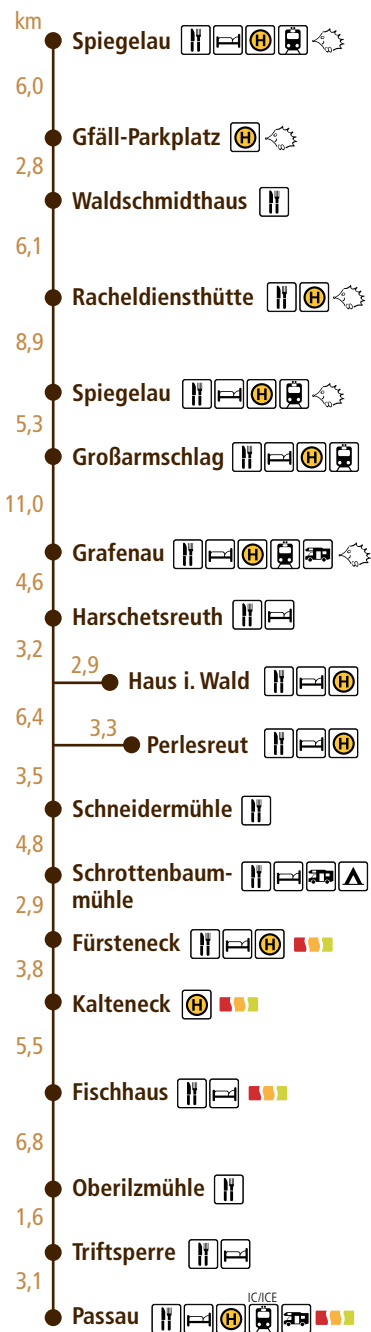 km
Spiegelau H
6,0
Gfäll-Parkplatz H
2,8
Waldschmidthaus
6,1
Racheldiensthütte H
8,9
Spiegelau H
5,3
Großarmschlag H
11,0
Grafenau H
4,6
Harschetsreuth
3,2
2,9
Haus i. Wald H
6,4
3,3
Perlesreut H
3,5
Schneidermühle
4,8
Schrottenbaum-
mühle
2,9
Fürsteneck H
3,8
Kalteneck H
5,5
Fischhaus
6,8
Oberilzmühle
1,6
Triftsperre
3,1
IC/ICE
Passau H